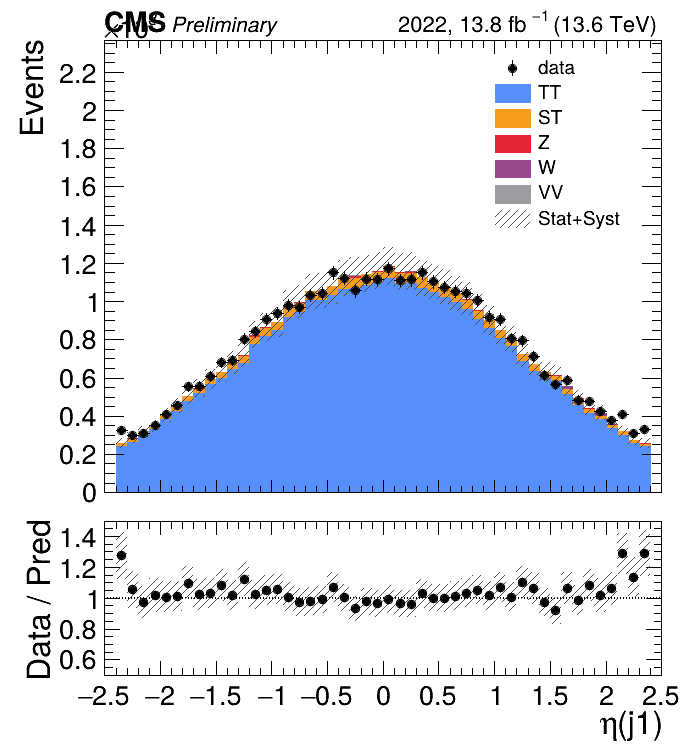 CMS Preliminary
2022, 13.8 fb⁻¹ (13.6 TeV)
Events
2.2
2
1.8
1.6
1.4
1.2
1
0.8
0.6
0.4
0.2
0
data
TT
ST
Z
W
VV
Stat+Syst
Data / Pred
1.4
1.2
1
0.8
0.6
−2.5 −2 −1.5 −1 −0.5 0 0.5 1 1.5 2 2.5
η(j1)